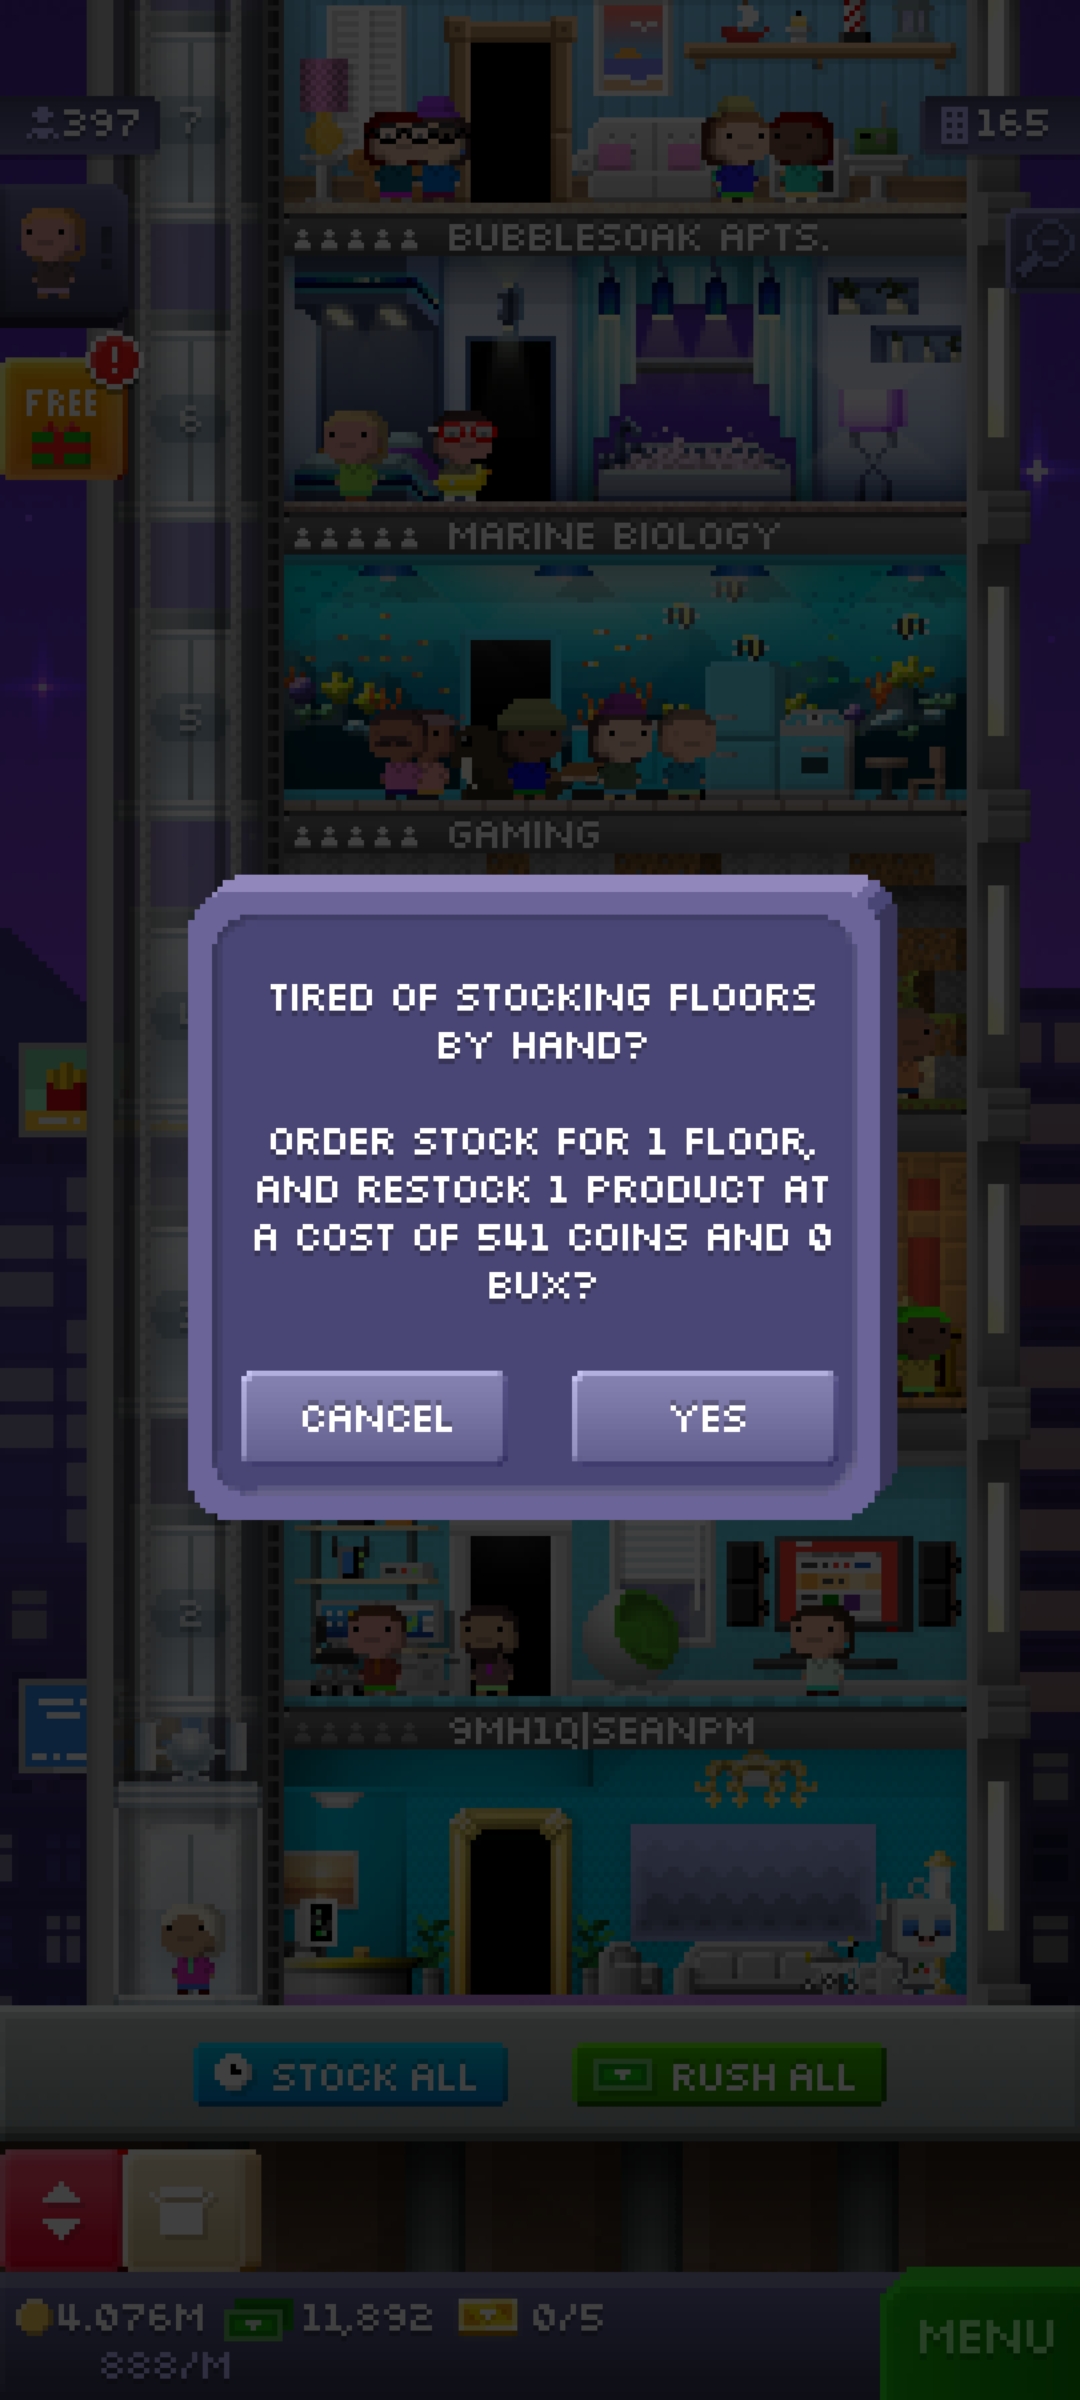 397
7
165
BUBBLESOAK APTS.
FREE
!
6
MARINE BIOLOGY
5
GAMING
TIRED OF STOCKING FLOORS
BY HAND?
ORDER STOCK FOR 1 FLOOR,
AND RESTOCK 1 PRODUCT AT
A COST OF 541 COINS AND 0
BUX?
CANCEL
YES
2
9MH1Q|SEANPM
STOCK ALL
RUSH ALL
4.076M
11,892
0/5
888/M
MENU